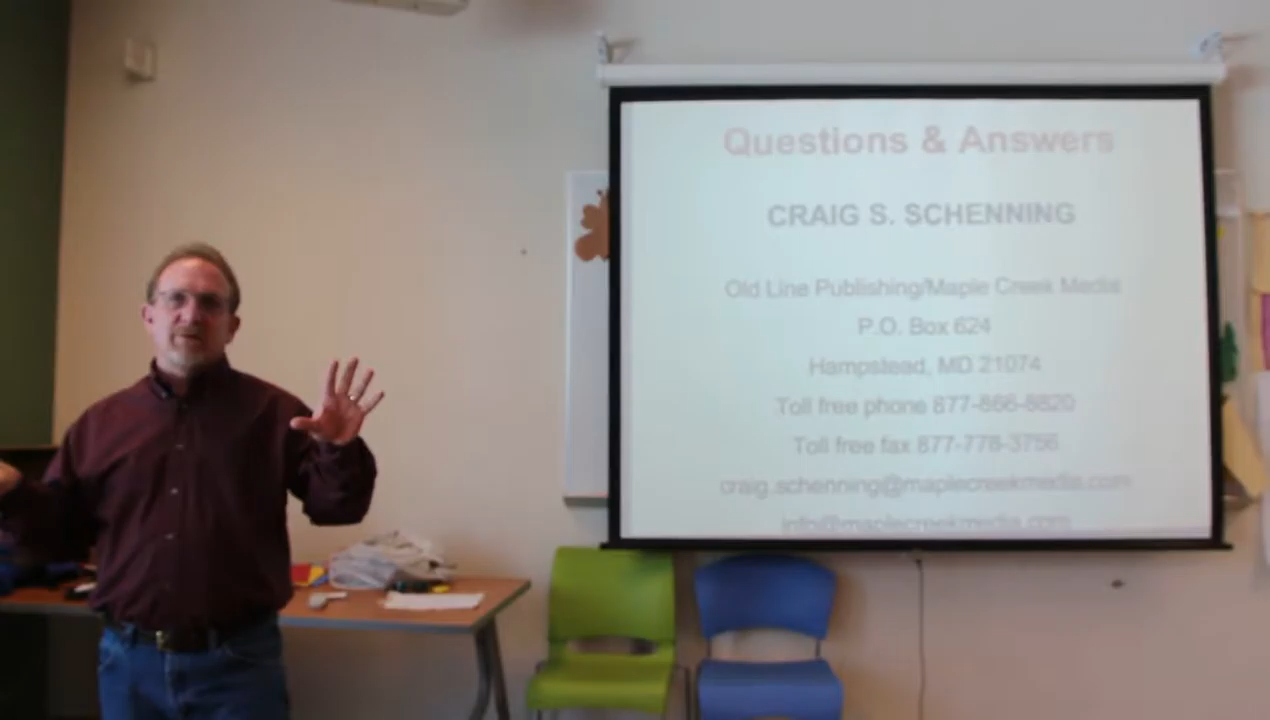 Questions & Answers
CRAIG S. SCHENNING
Old Line Publishing/Maple Creek Media
P.O. Box 624
Hampstead, MD 21074
Toll free phone 877-866-8820
Toll free fax 877-778-3756
craig.schenning@maplecreekmedia.com
info@maplecreekmedia.com